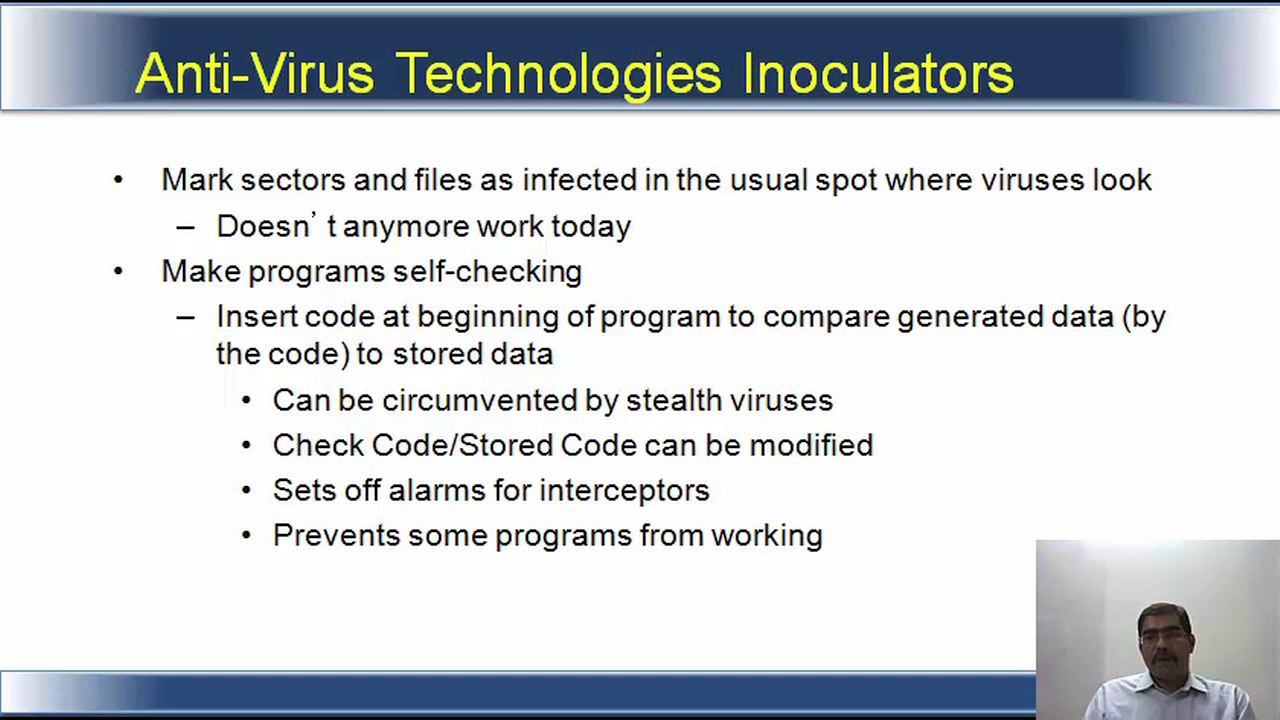 Anti-Virus Technologies Inoculators
• Mark sectors and files as infected in the usual spot where viruses look
– Doesn’t anymore work today
• Make programs self-checking
– Insert code at beginning of program to compare generated data (by
the code) to stored data
• Can be circumvented by stealth viruses
• Check Code/Stored Code can be modified
• Sets off alarms for interceptors
• Prevents some programs from working